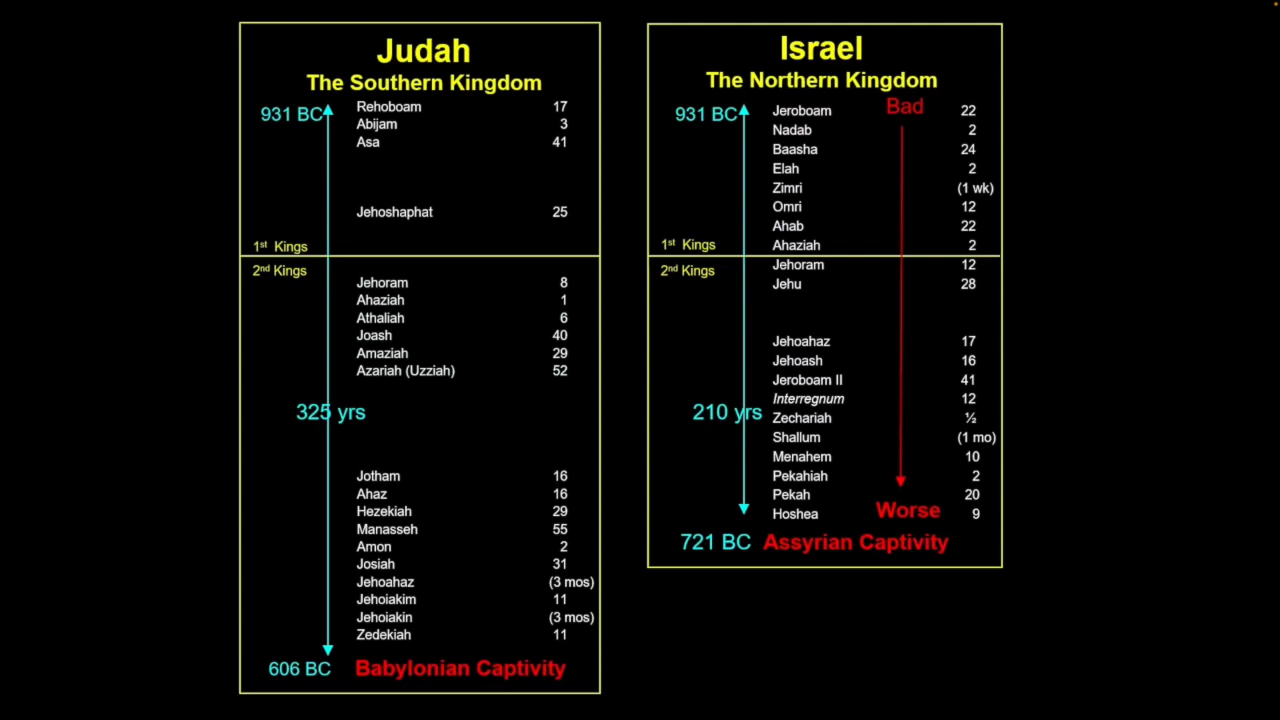 Judah
The Southern Kingdom
931 BC
Rehoboam 17
Abijam 3
Asa 41
Jehoshaphat 25
1st Kings
2nd Kings
Jehoram 8
Ahaziah 1
Athaliah 6
Joash 40
Amaziah 29
Azariah (Uzziah) 52
325 yrs
Jotham 16
Ahaz 16
Hezekiah 29
Manasseh 55
Amon 2
Josiah 31
Jehoahaz (3 mos)
Jehoiakim 11
Jehoiakin (3 mos)
Zedekiah 11
606 BC Babylonian Captivity
Israel
The Northern Kingdom
931 BC
Bad
Jeroboam 22
Nadab 2
Baasha 24
Elah 2
Zimri (1 wk)
Omri 12
Ahab 22
1st Kings
Ahaziah 2
2nd Kings
Jehoram 12
Jehu 28
Jehoahaz 17
Jehoash 16
Jeroboam II 41
Interregnum 12
210 yrs
Zechariah ½
Shallum (1 mo)
Menahem 10
Pekahiah 2
Pekah 20
Hoshea 9
Worse
721 BC Assyrian Captivity